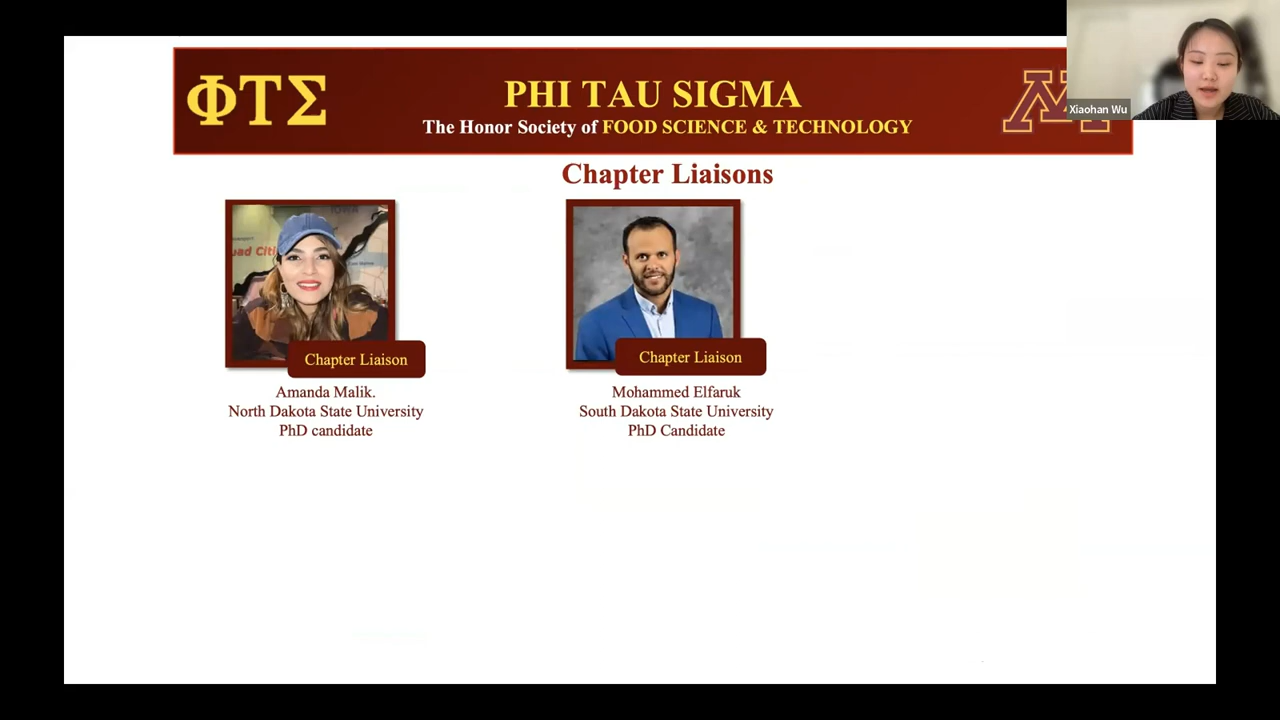 ΦΤΣ
PHI TAU SIGMA
The Honor Society of FOOD SCIENCE & TECHNOLOGY
M
Xiaohan Wu
Chapter Liaisons
Chapter Liaison
Amanda Malik.
North Dakota State University
PhD candidate
Chapter Liaison
Mohammed Elfaruk
South Dakota State University
PhD Candidate